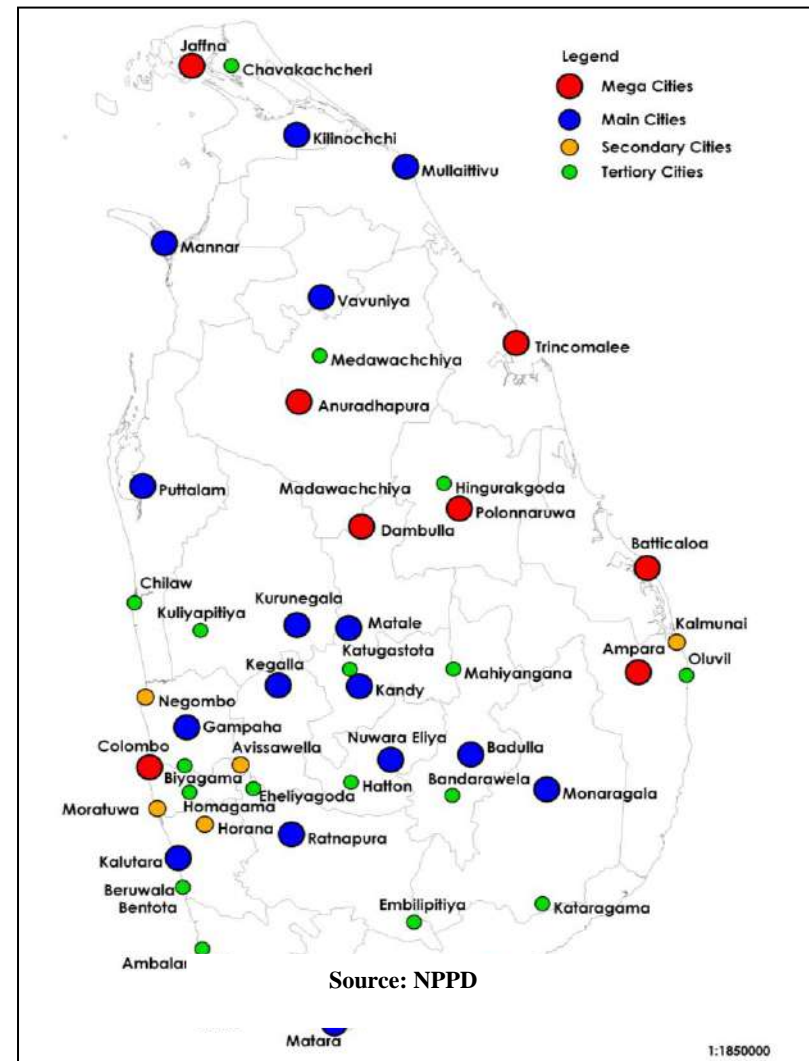 Jaffna
Chavakachcheri
Legend
Mega Cities
Main Cities
Secondary Cities
Tertiory Cities
Kilinochchi
Mullaittivu
Mannar
Vavuniya
Trincomalee
Medawachchiya
Anuradhapura
Puttalam
Madawachchiya
Hingurakgoda
Polonnaruwa
Dambulla
Batticaloa
Chilaw
Kuliyapitiya
Kurunegala
Matale
Kalmunai
Katugastota
Ampara
Oluvil
Kegalla
Kandy
Mahiyangana
Negombo
Gampaha
Nuwara Eliya
Colombo
Avissawella
Badulla
Biyagama
Hatton
Bandarawela
Eheliyagoda
Monaragala
Moratuwa
Homagama
Horana
Ratnapura
Kalutara
Beruwala
Bentota
Embilipitiya
Kataragama
Ambalar
Source: NPPD
Matara
1:1850000